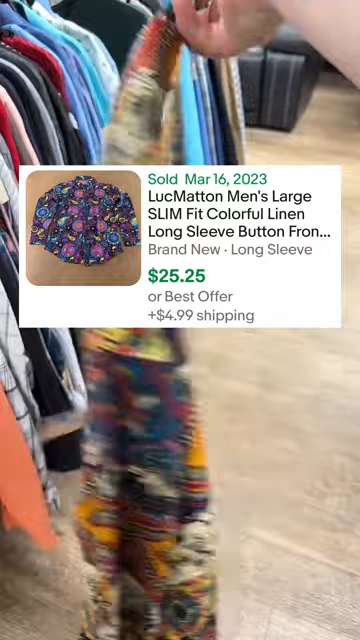 Sold Mar 16, 2023
LucMatton Men's Large
SLIM Fit Colorful Linen
Long Sleeve Button Fron...
Brand New · Long Sleeve
$25.25
or Best Offer
+$4.99 shipping